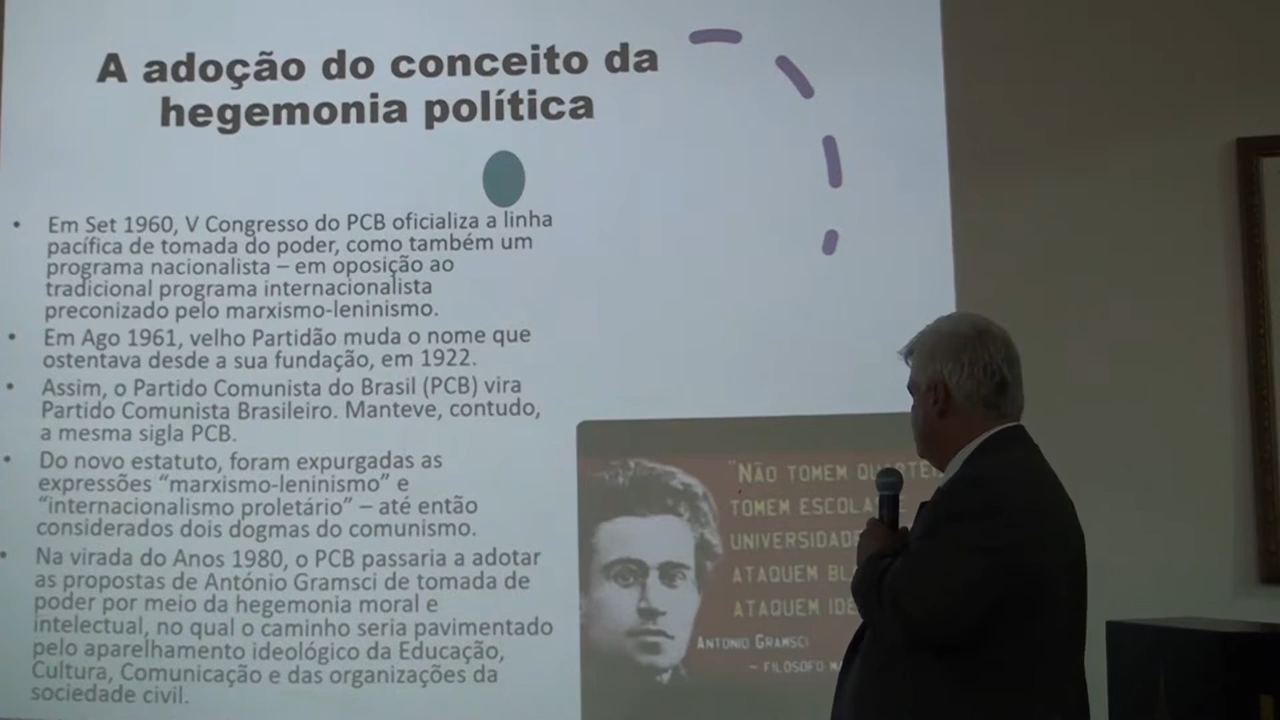 A adoção do conceito da
hegemonia política
• Em Set 1960, V Congresso do PCB oficializa a linha
pacífica de tomada do poder, como também um
programa nacionalista – em oposição ao
tradicional programa internacionalista
preconizado pelo marxismo-leninismo.
• Em Ago 1961, velho Partidão muda o nome que
ostentava desde a sua fundação, em 1922.
• Assim, o Partido Comunista do Brasil (PCB) vira
Partido Comunista Brasileiro. Manteve, contudo,
a mesma sigla PCB.
• Do novo estatuto, foram expurgadas as
expressões “marxismo-leninismo” e
“internacionalismo proletário” – até então
considerados dois dogmas do comunismo.
• Na virada do Anos 1980, o PCB passaria a adotar
as propostas de António Gramsci de tomada de
poder por meio da hegemonia moral e
intelectual, no qual o caminho seria pavimentado
pelo aparelhamento ideológico da Educação,
Cultura, Comunicação e das organizações da
sociedade civil.
"NÃO TOMEM
TOMEM
ATAQUEM
ATAQUEM
ANTONIO GRAMSCI
~ FILOSOFO